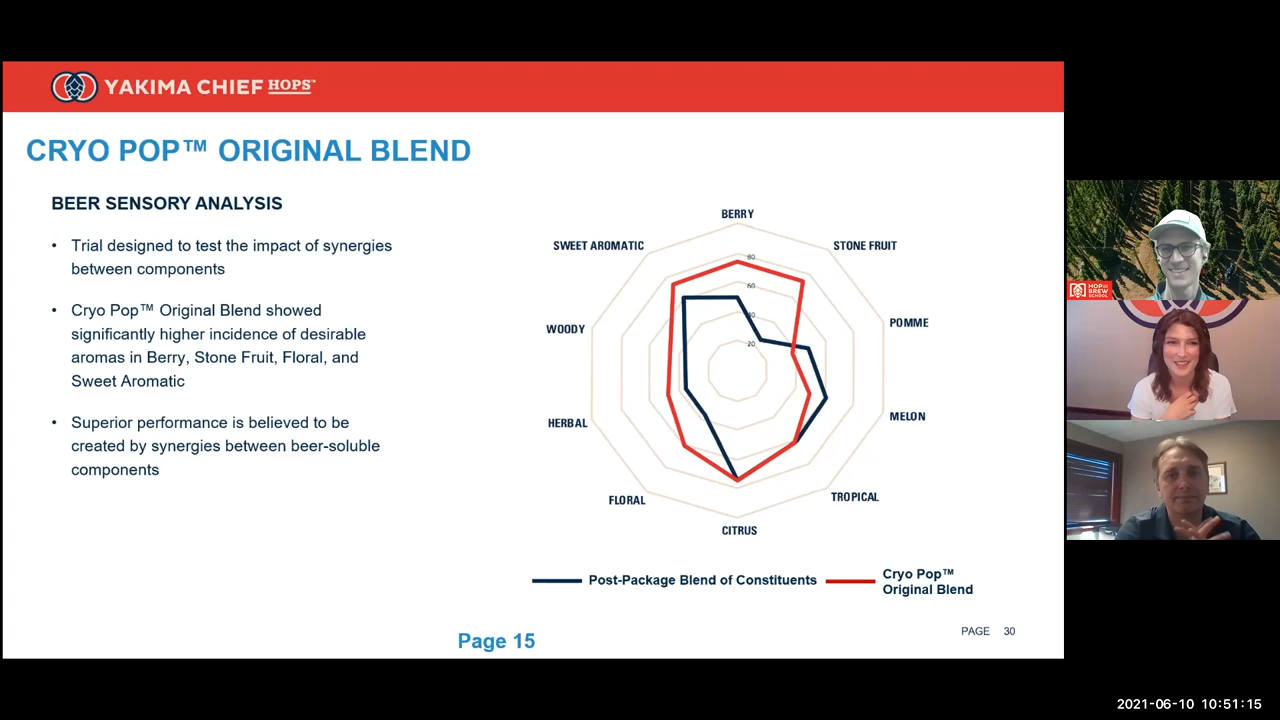 YAKIMA CHIEF HOPS™
CRYO POP™ ORIGINAL BLEND
BEER SENSORY ANALYSIS
• Trial designed to test the impact of synergies
between components
• Cryo Pop™ Original Blend showed
significantly higher incidence of desirable
aromas in Berry, Stone Fruit, Floral, and
Sweet Aromatic
• Superior performance is believed to be
created by synergies between beer-soluble
components
BERRY
SWEET AROMATIC
STONE FRUIT
80
60
40
20
WOODY
POMME
HERBAL
MELON
FLORAL
TROPICAL
CITRUS
Post-Package Blend of Constituents
Cryo Pop™
Original Blend
Page 15
PAGE 30
HOP AND
BREW
SCHOOL
2021-06-10 10:51:15